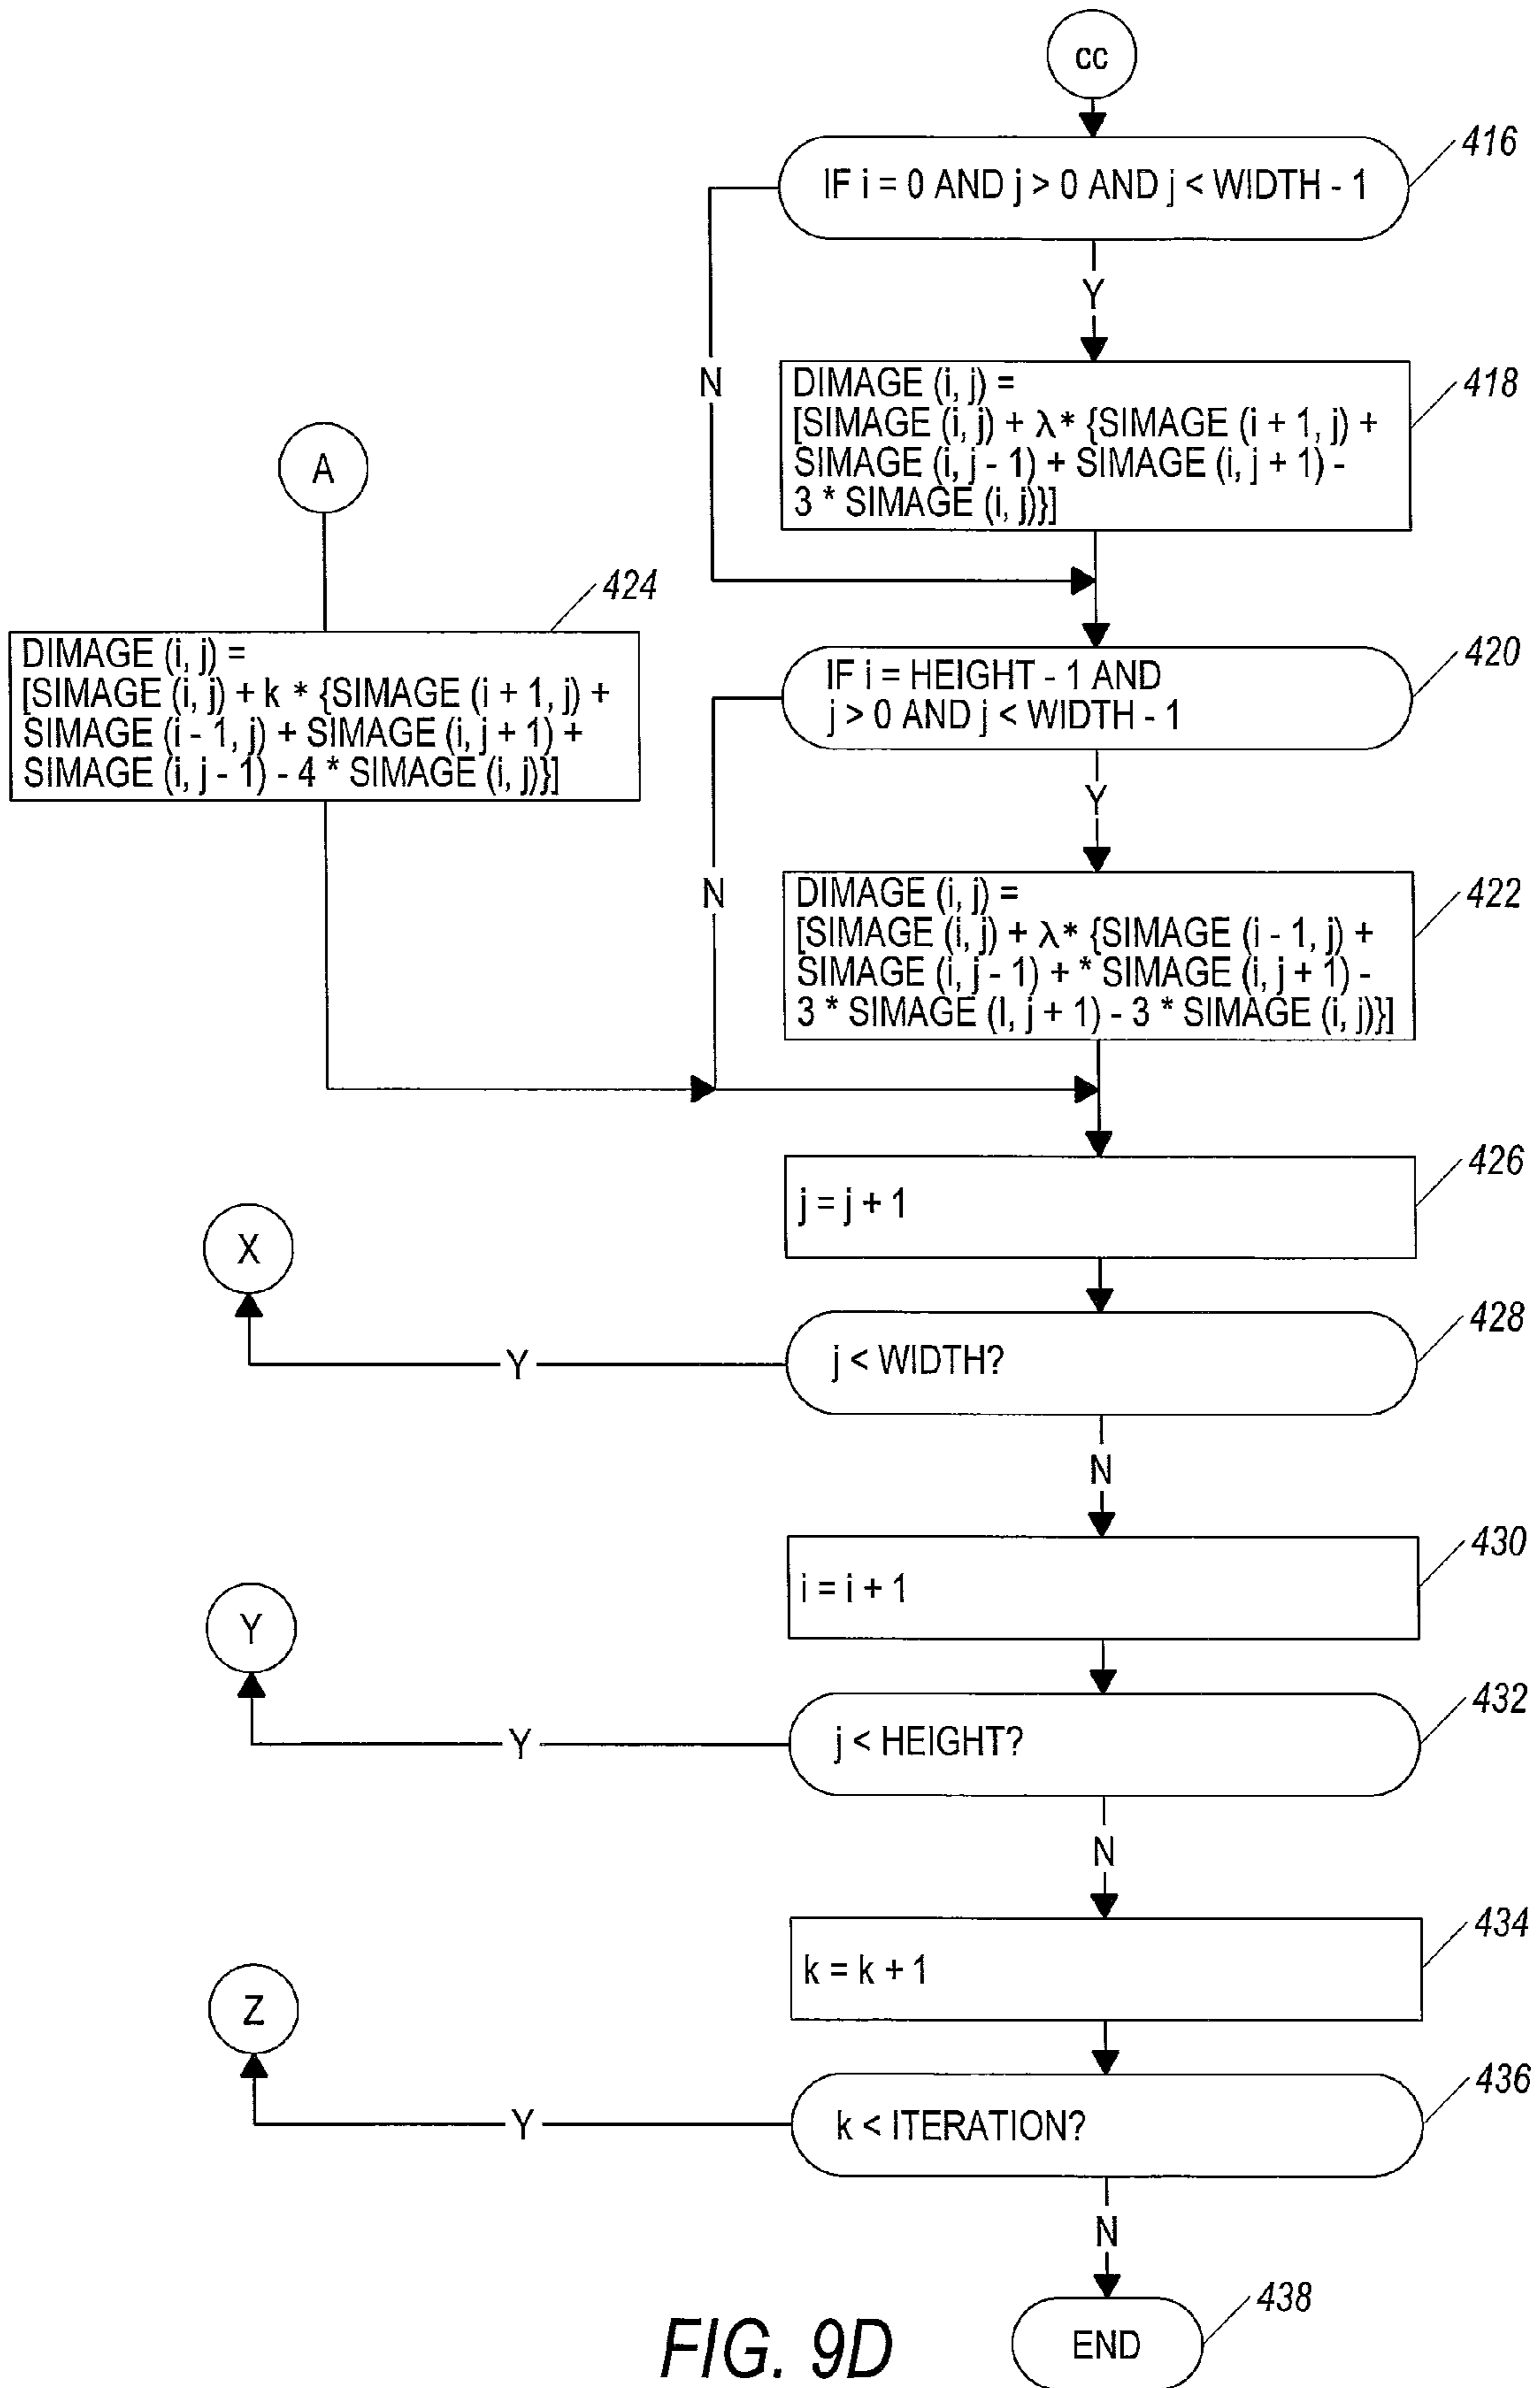 cc
416
IF i = 0 AND j > 0 AND j < WIDTH - 1
Y
N
418
DIMAGE (i, j) =
[SIMAGE (i, j) + λ* {SIMAGE (i + 1, j) +
SIMAGE (i, j - 1) + SIMAGE (i, j + 1) -
3 * SIMAGE (i, j)}]
A
424
DIMAGE (i, j) =
[SIMAGE (i, j) + k * {SIMAGE (i + 1, j) +
SIMAGE (i - 1, j) + SIMAGE (i, j + 1) +
SIMAGE (i, j - 1) - 4 * SIMAGE (i, j)}]
420
IF i = HEIGHT - 1 AND
j > 0 AND j < WIDTH - 1
Y
N
422
DIMAGE (i, j) =
[SIMAGE (i, j) + λ* {SIMAGE (i - 1, j) +
SIMAGE (i, j - 1) + * SIMAGE (i, j + 1) -
3 * SIMAGE (I, j + 1) - 3 * SIMAGE (i, j)}]
426
j = j + 1
X
428
j < WIDTH?
Y
N
430
i = i + 1
Y
432
j < HEIGHT?
Y
N
434
k = k + 1
Z
436
k < ITERATION?
Y
N
438
END
FIG. 9D